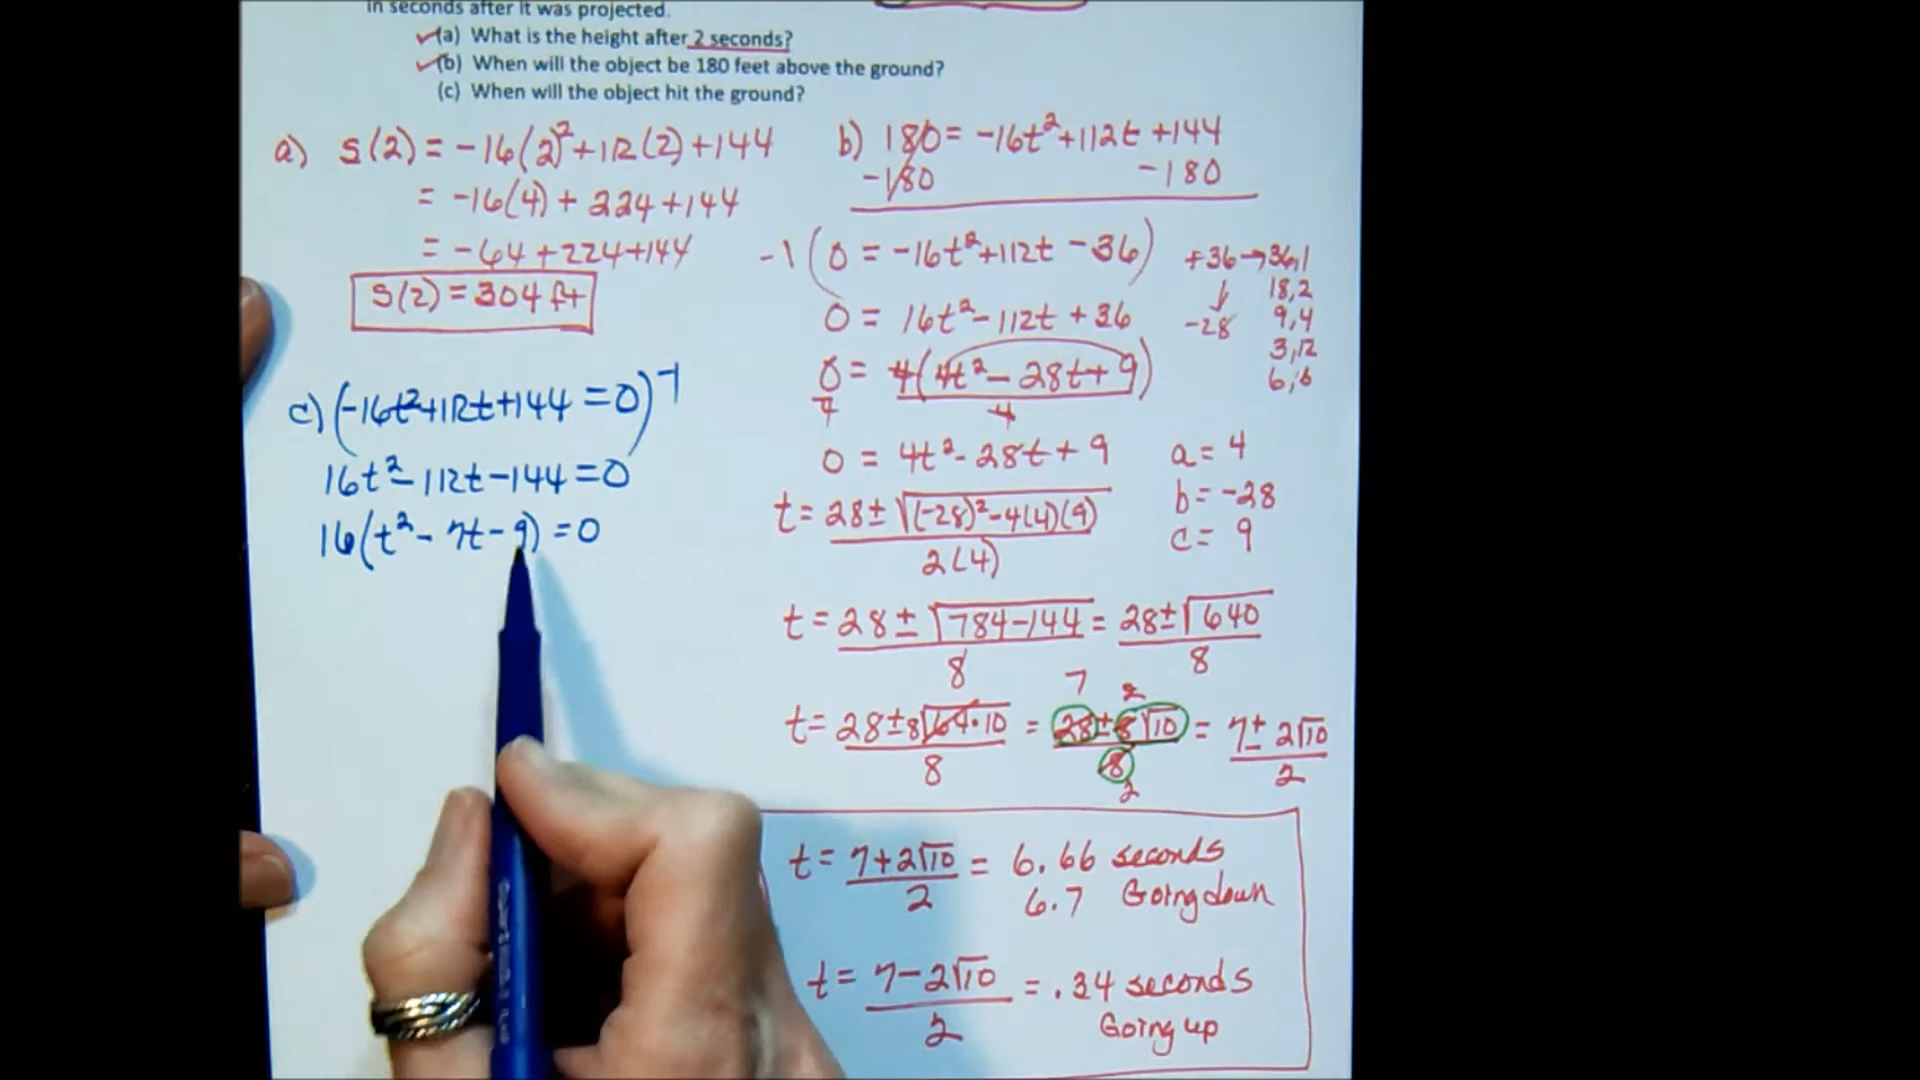 in seconds after it was projected.
(a) What is the height after 2 seconds?
(b) When will the object be 180 feet above the ground?
(c) When will the object hit the ground?
a) s(2) = -16(2)²+112(2)+144
= -16(4) + 224+144
= -64+224+144
S(2) = 304 ft
c) (-16t²+112t+144 = 0)-1
16t² - 112t - 144 = 0
16(t² - 7t - 9) = 0
b) 180 = -16t²+112t+144
-180 -180
-1(0 = -16t²+112t - 36)
0 = 16t² - 112t + 36
0 = 4(4t² - 28t + 9)
4 4
0 = 4t² - 28t + 9
+36 → 36,1
↓ 18,2
-28 9,4
3,12
6,6
a = 4
b = -28
c = 9
t = 28 ± √(-28)² - 4(4)(9)
2(4)
t = 28 ± √784-144 = 28 ± √640
8 8
7 2
t = 28 ± 8√64·10 = 28 ± 8√10 = 7 ± 2√10
8 8 2
2
t = 7+2√10 = 6.66 seconds
2 6.7 Going down
t = 7-2√10 = .34 seconds
2 Going up